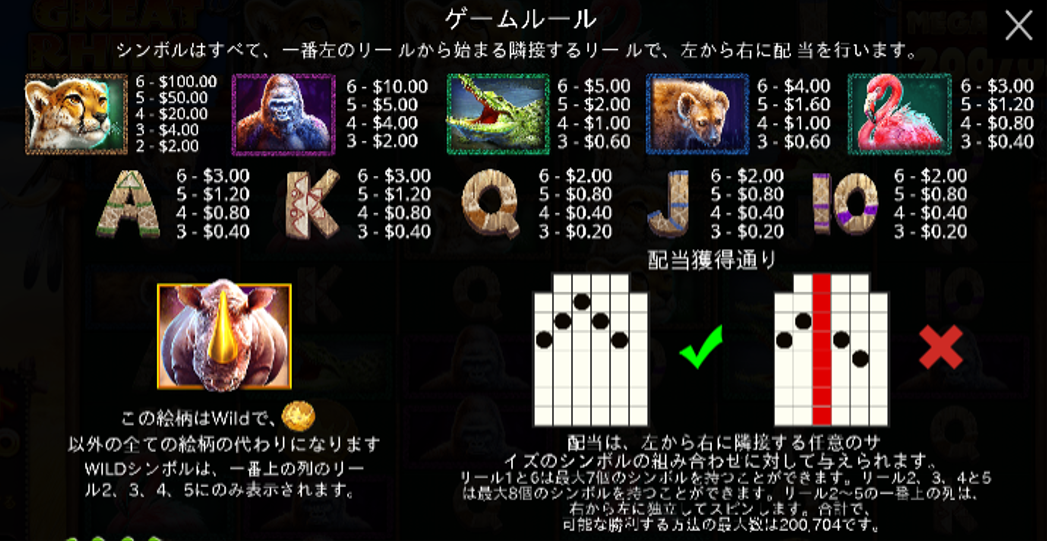 GREAT
RHINO
MEGA
ゲームルール
シンボルはすべて、一番左のリー ルから始まる隣接するリー ルで、左から右に配 当を行います。
6 - $100.00
5 - $50.00
4 - $20.00
3 - $4.00
2 - $2.00
6 - $10.00
5 - $5.00
4 - $4.00
3 - $2.00
6 - $5.00
5 - $2.00
4 - $1.00
3 - $0.60
6 - $4.00
5 - $1.60
4 - $1.00
3 - $0.60
6 - $3.00
5 - $1.20
4 - $0.80
3 - $0.40
A
6 - $3.00
5 - $1.20
4 - $0.80
3 - $0.40
K
6 - $3.00
5 - $1.20
4 - $0.80
3 - $0.40
Q
6 - $2.00
5 - $0.80
4 - $0.40
3 - $0.20
J
6 - $2.00
5 - $0.80
4 - $0.40
3 - $0.20
10
6 - $2.00
5 - $0.80
4 - $0.40
3 - $0.20
この絵柄はWildで、
以外の全ての絵柄の代わりになります
WILDシンボルは、一番上の列のリー
ル2、3、4、5にのみ表示されます。
配当獲得通り
配当は、左から右に隣接する任意のサ
イズのシンボルの組み合わせに対して与えられます。
リール1と6は最大7個のシンボルを持つことができます。リール2、3、4と5
は最大8個のシンボルを持つことができます。リール2〜5の一番上の列は、
右から左に独立してスピンします。合計で、
可能な勝利する方法の最大数は200,704です。